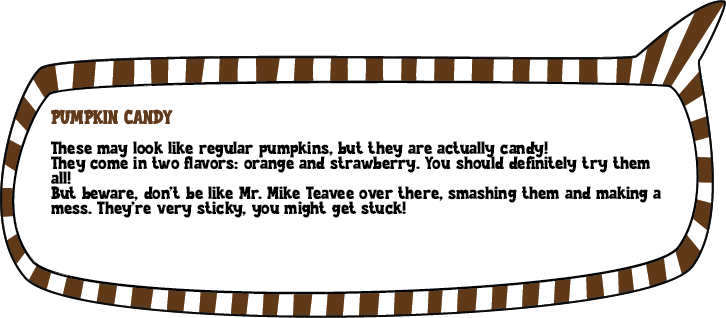 PUMPKIN CANDY
These may look like regular pumpkins, but they are actually candy!
They come in two flavors: orange and strawberry. You should definitely try them
all!
But beware, don't be like Mr. Mike Teavee over there, smashing them and making a
mess. They're very sticky, you might get stuck!